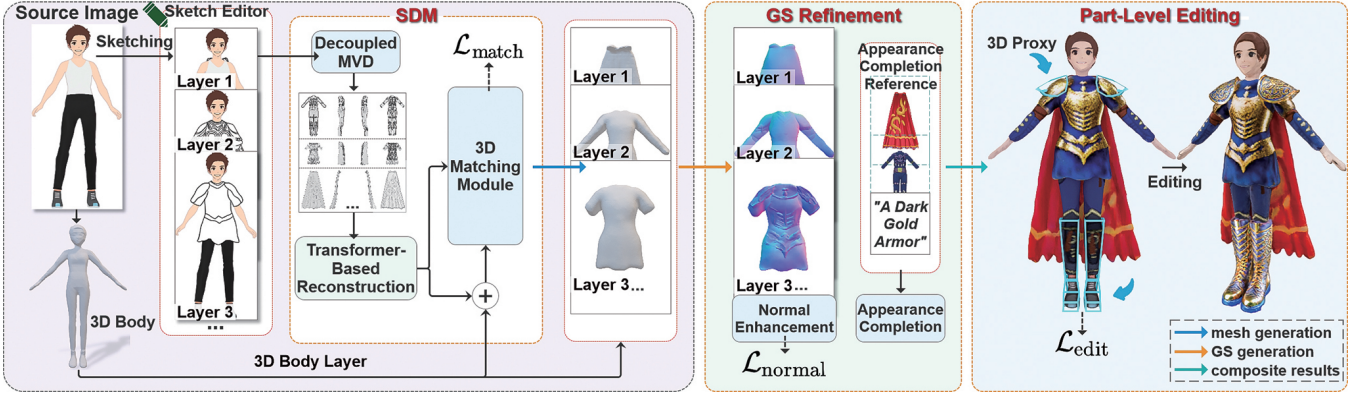 Source Image
Sketch Editor
Sketching
Layer 1
Layer 2
Layer 3
...
3D Body
3D Body Layer
SDM
Decoupled
MVD
...
Transformer-
Based
Reconstruction
ℒmatch
3D
Matching
Module
+
Layer 1
Layer 2
Layer 3...
GS Refinement
Layer 1
Layer 2
Layer 3...
Normal
Enhancement
ℒnormal
Appearance
Completion
Reference
"A Dark
Gold
Armor"
Appearance
Completion
Part-Level Editing
3D Proxy
Editing
ℒedit
mesh generation
GS generation
composite results